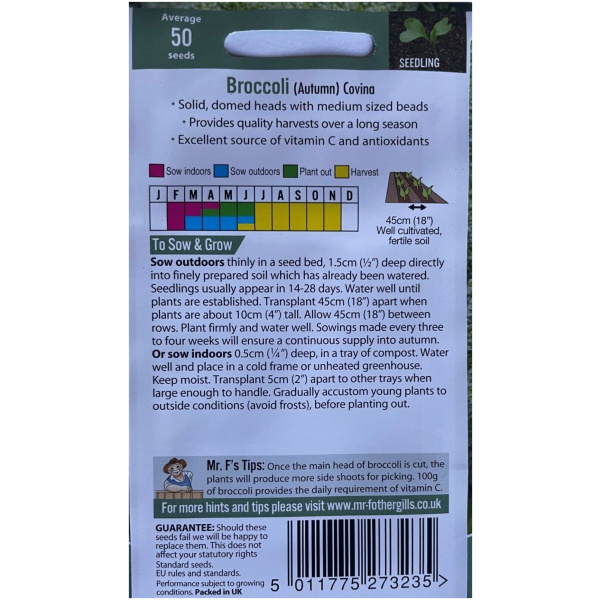 Average
50
seeds
SEEDLING
Broccoli (Autumn) Covina
• Solid, domed heads with medium sized beads
• Provides quality harvests over a long season
• Excellent source of vitamin C and antioxidants
Sow indoors Sow outdoors Plant out Harvest
J F M A M J J A S O N D
45cm (18")
Well cultivated,
fertile soil
To Sow & Grow
Sow outdoors thinly in a seed bed, 1.5cm (½") deep directly
into finely prepared soil which has already been watered.
Seedlings usually appear in 14-28 days. Water well until
plants are established. Transplant 45cm (18") apart when
plants are about 10cm (4") tall. Allow 45cm (18") between
rows. Plant firmly and water well. Sowings made every three
to four weeks will ensure a continuous supply into autumn.
Or sow indoors 0.5cm (¼") deep, in a tray of compost. Water
well and place in a cold frame or unheated greenhouse.
Keep moist. Transplant 5cm (2") apart to other trays when
large enough to handle. Gradually accustom young plants to
outside conditions (avoid frosts), before planting out.
Mr. F's Tips: Once the main head of broccoli is cut, the
plants will produce more side shoots for picking. 100g
of broccoli provides the daily requirement of vitamin C.
For more hints and tips please visit www.mr-fothergills.co.uk
GUARANTEE: Should these
seeds fail we will be happy to
replace them. This does not
affect your statutory rights
Standard seeds.
EU rules and standards.
Performance subject to growing
conditions. Packed in UK
5 011775 273235 >